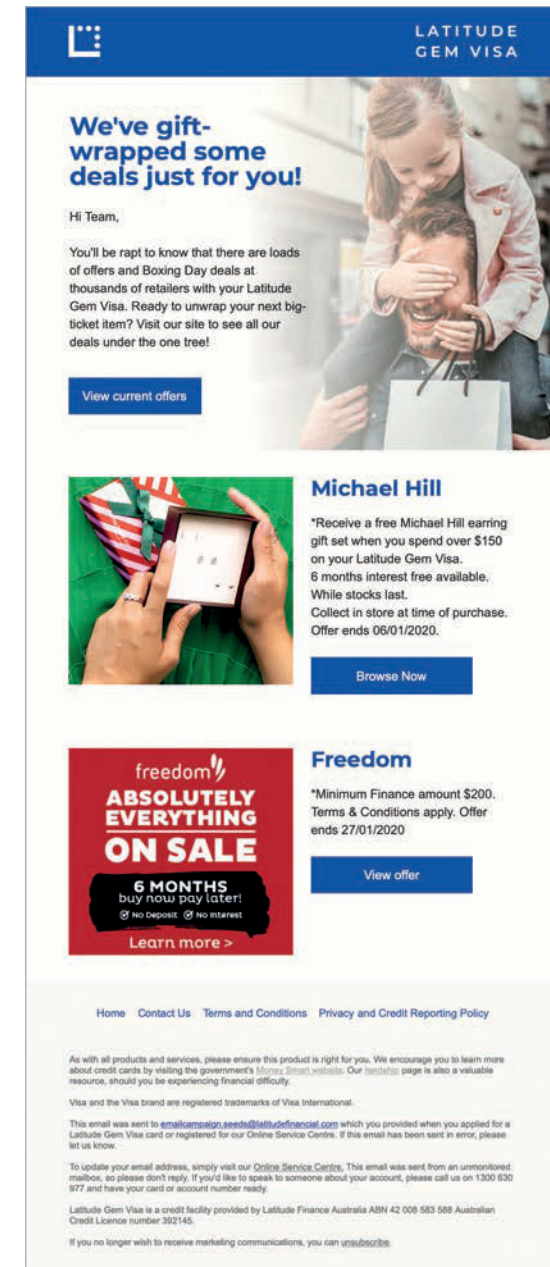 LATITUDE
GEM VISA
We've gift-
wrapped some
deals just for you!
Hi Team,
You'll be rapt to know that there are loads
of offers and Boxing Day deals at
thousands of retailers with your Latitude
Gem Visa. Ready to unwrap your next big-
ticket item? Visit our site to see all our
deals under the one tree!
View current offers
Michael Hill
*Receive a free Michael Hill earring
gift set when you spend over $150
on your Latitude Gem Visa.
6 months interest free available.
While stocks last.
Collect in store at time of purchase.
Offer ends 06/01/2020.
Browse Now
freedom
ABSOLUTELY
EVERYTHING
ON SALE
6 MONTHS
buy now pay later!
No Deposit No Interest
Learn more >
Freedom
*Minimum Finance amount $200.
Terms & Conditions apply. Offer
ends 27/01/2020
View offer
Home Contact Us Terms and Conditions Privacy and Credit Reporting Policy
As with all products and services, please ensure this product is right for you. We encourage you to learn more
about credit cards by visiting the government's Money Smart website. Our hardship page is also a valuable
resource, should you be experiencing financial difficulty.
Visa and the Visa brand are registered trademarks of Visa International.
This email was sent to emailcampaign.seeds@latitudefinancial.com which you provided when you applied for a
Latitude Gem Visa card or registered for our Online Service Centre. If this email has been sent in error, please
let us know.
To update your email address, simply visit our Online Service Centre. This email was sent from an unmonitored
mailbox, so please don't reply. If you'd like to speak to someone about your account, please call us on 1300 630
977 and have your card or account number ready.
Latitude Gem Visa is a credit facility provided by Latitude Finance Australia ABN 42 008 583 588 Australian
Credit Licence number 392145.
If you no longer wish to receive marketing communications, you can unsubscribe.